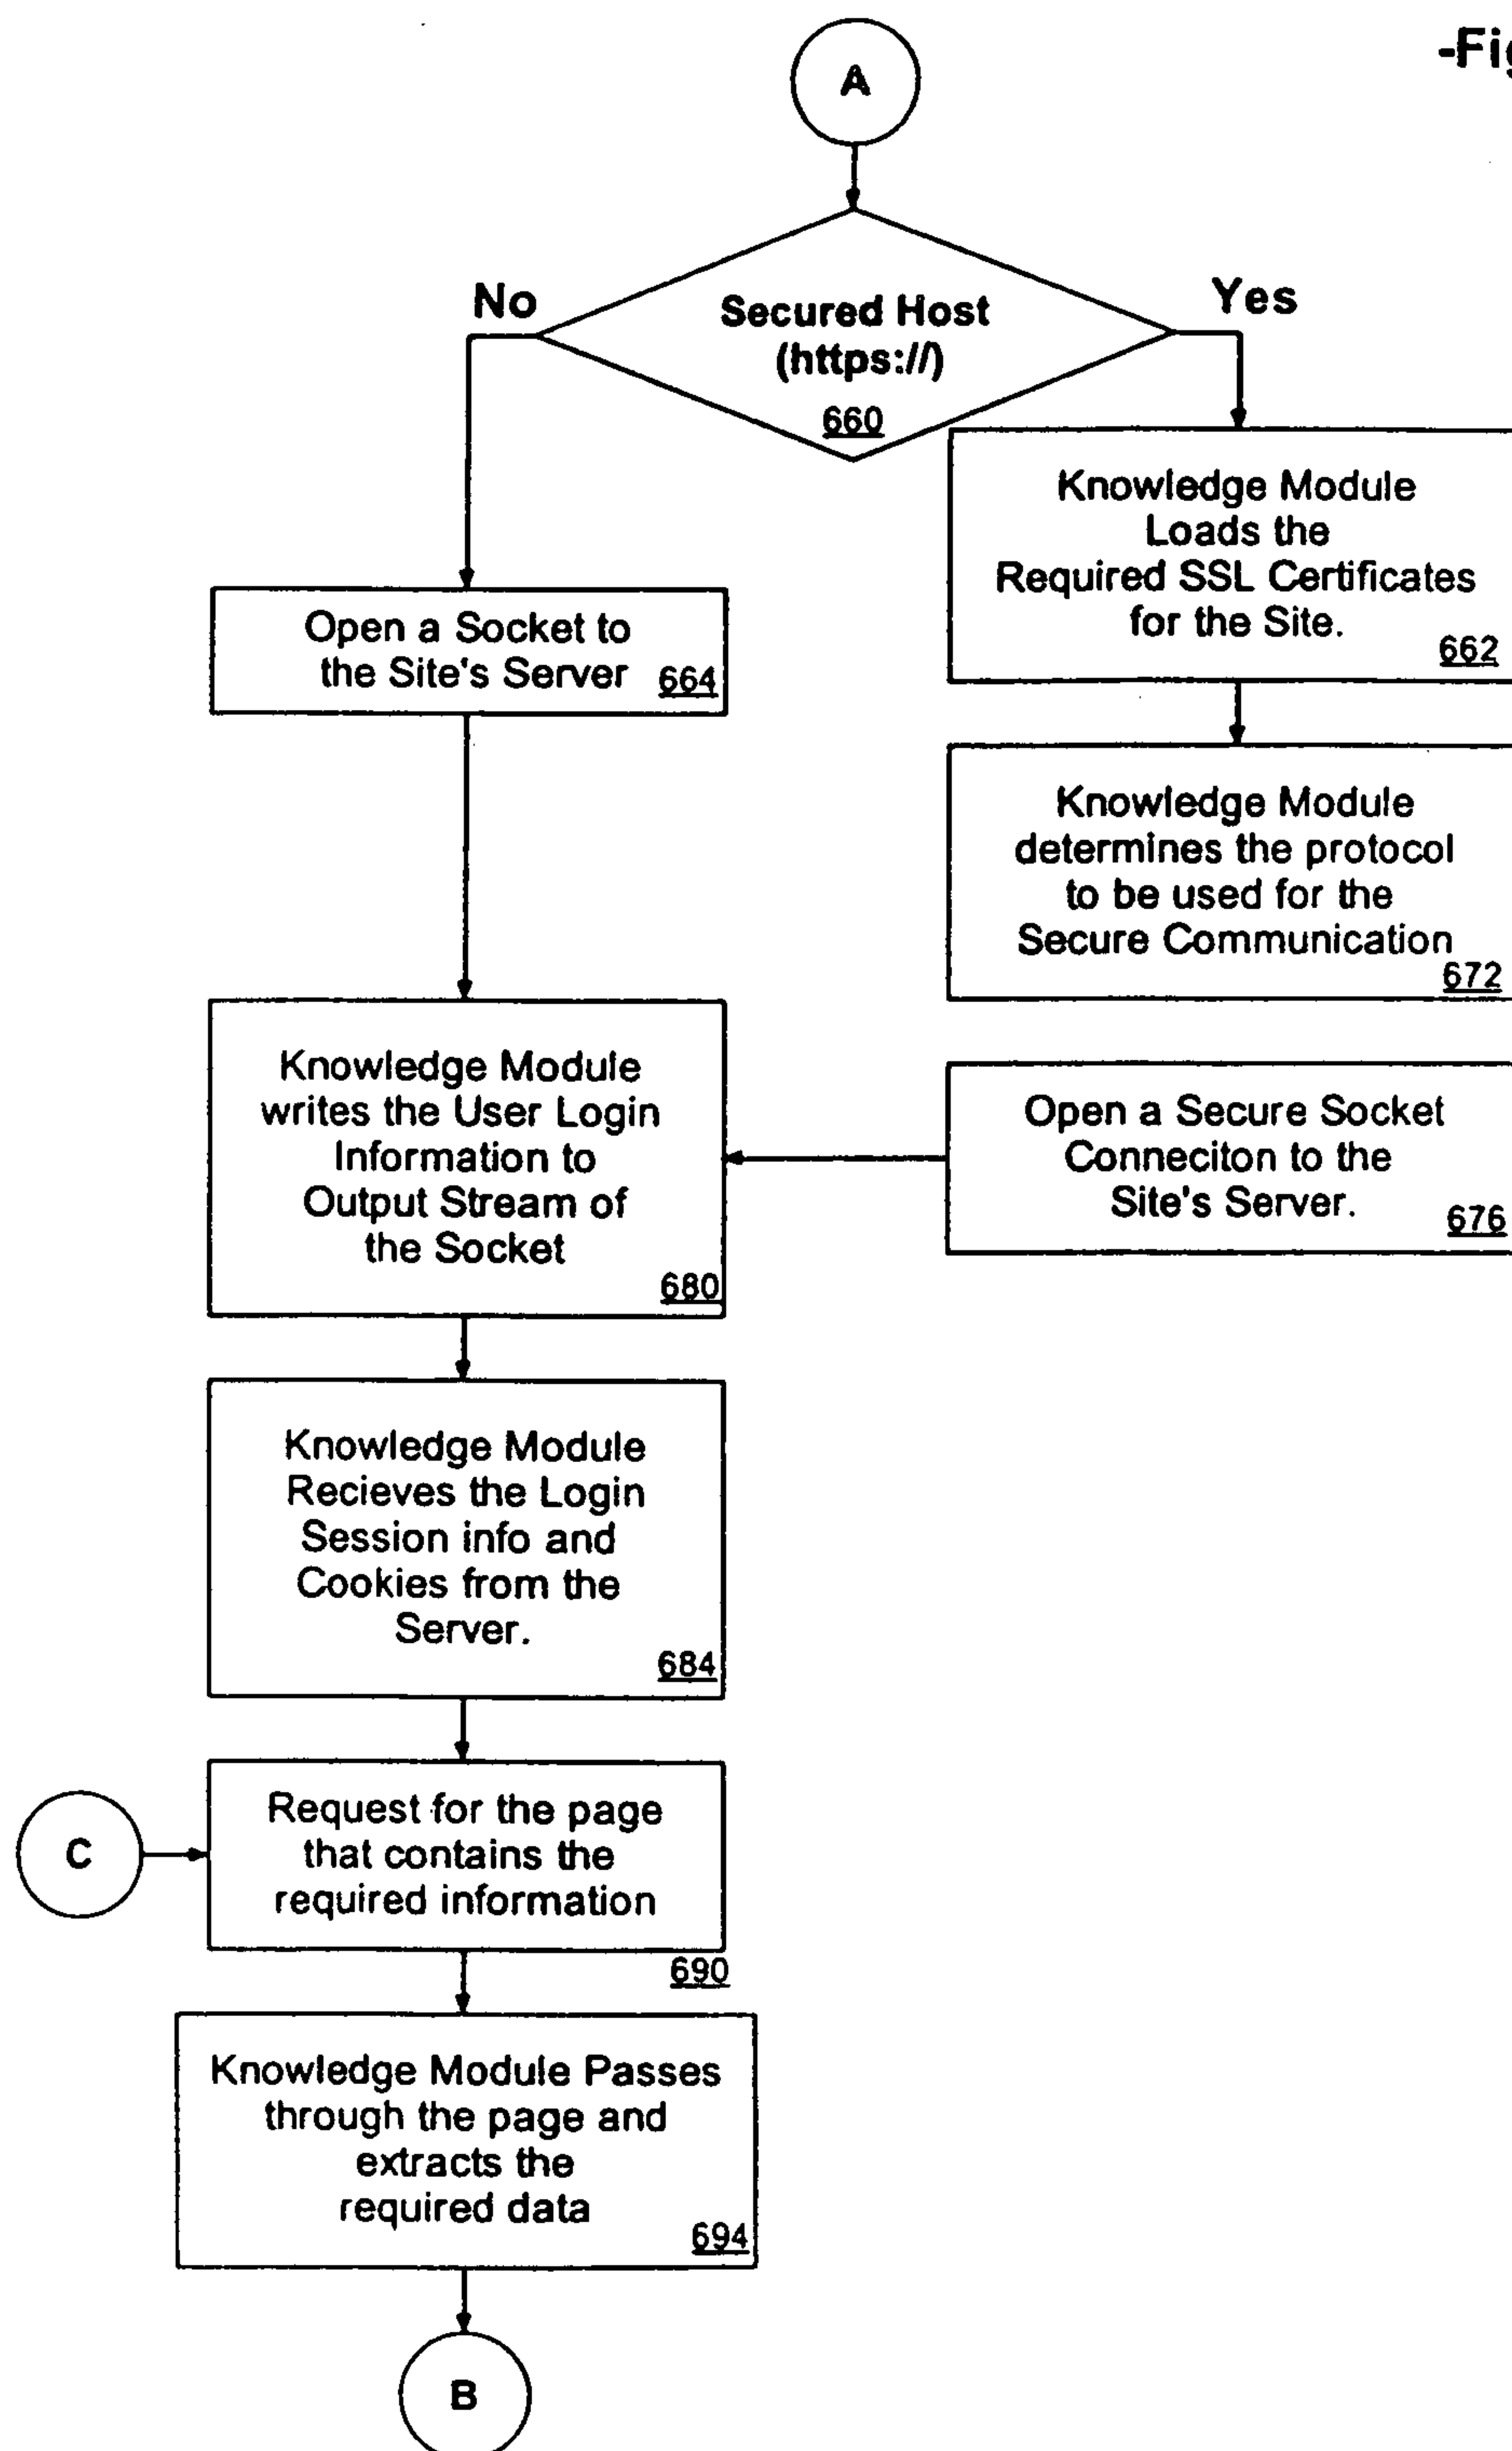 -Fig
A
No
Yes
Secured Host
(https://)
660
Knowledge Module
Loads the
Required SSL Certificates
for the Site.
662
Open a Socket to
the Site's Server
664
Knowledge Module
determines the protocol
to be used for the
Secure Communication
672
Knowledge Module
writes the User Login
Information to
Output Stream of
the Socket
680
Open a Secure Socket
Conneciton to the
Site's Server.
676
Knowledge Module
Recieves the Login
Session info and
Cookies from the
Server.
684
C
Request for the page
that contains the
required information
690
Knowledge Module Passes
through the page and
extracts the
required data
694
B